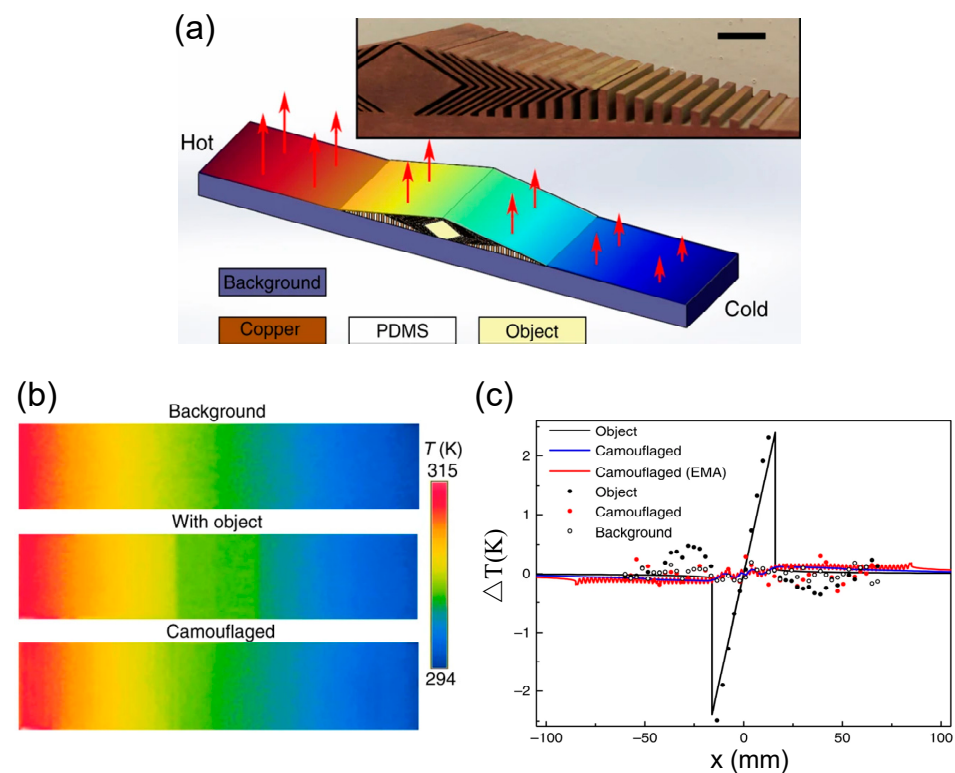 (a)
Hot
Cold
Background
Copper
PDMS
Object
(b)
Background
T (K)
315
With object
Camouflaged
294
(c)
Object
Camouflaged
Camouflaged (EMA)
Object
Camouflaged
Background
△T(K)
2
1
0
−1
−2
−100
−50
0
50
100
x (mm)